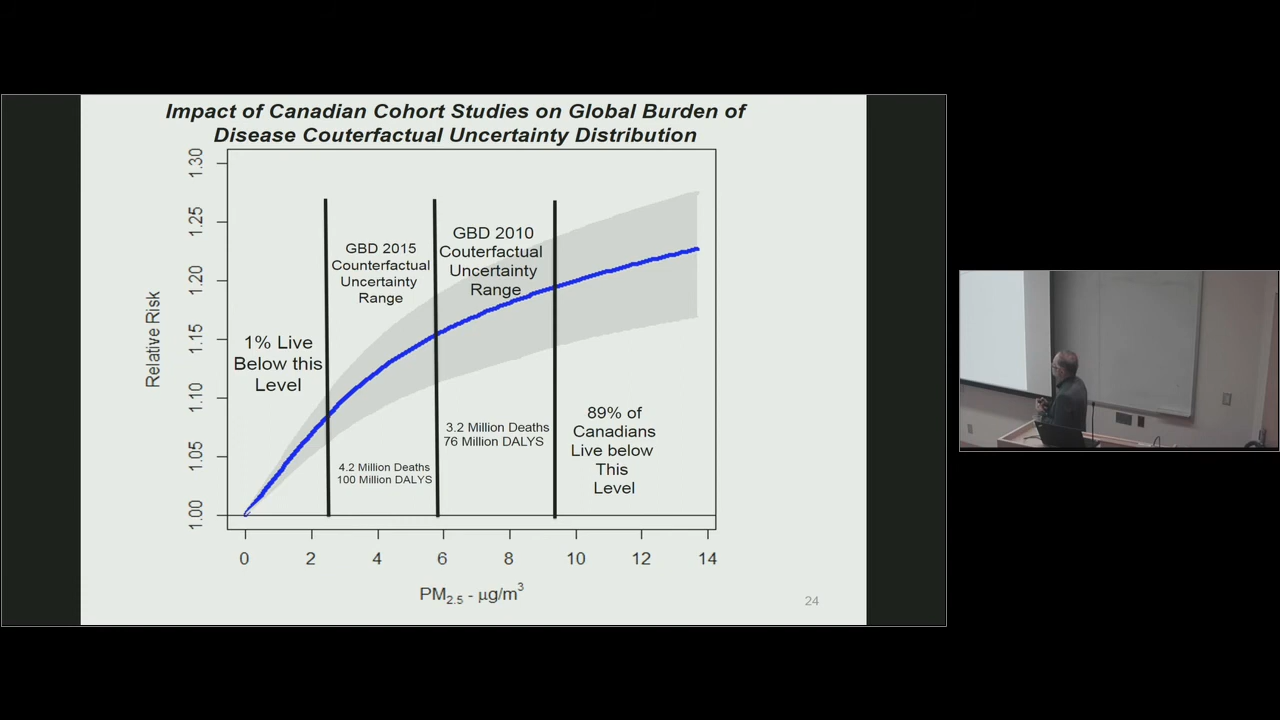 Impact of Canadian Cohort Studies on Global Burden of
Disease Couterfactual Uncertainty Distribution
1.30
1.25
1.20
1.15
1.10
1.05
1.00
Relative Risk
1% Live
Below this
Level
GBD 2015
Counterfactual
Uncertainty
Range
4.2 Million Deaths
100 Million DALYS
GBD 2010
Couterfactual
Uncertainty
Range
3.2 Million Deaths
76 Million DALYS
89% of
Canadians
Live below
This
Level
0 2 4 6 8 10 12 14
PM2.5 - µg/m3
24